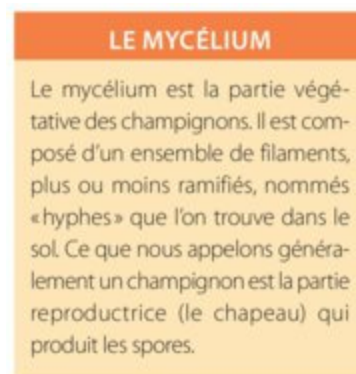 LE MYCÉLIUM
Le mycélium est la partie végé-
tative des champignons. Il est com-
posé d'un ensemble de filaments,
plus ou moins ramifiés, nommés
«hyphes» que l'on trouve dans le
sol. Ce que nous appelons généra-
lement un champignon est la partie
reproductrice (le chapeau) qui
produit les spores.